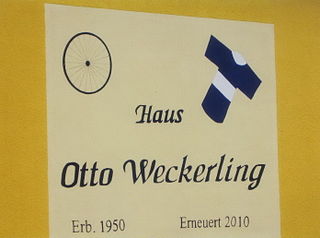 Haus
Otto Weckerling
Erb. 1950 Erneuert 2010